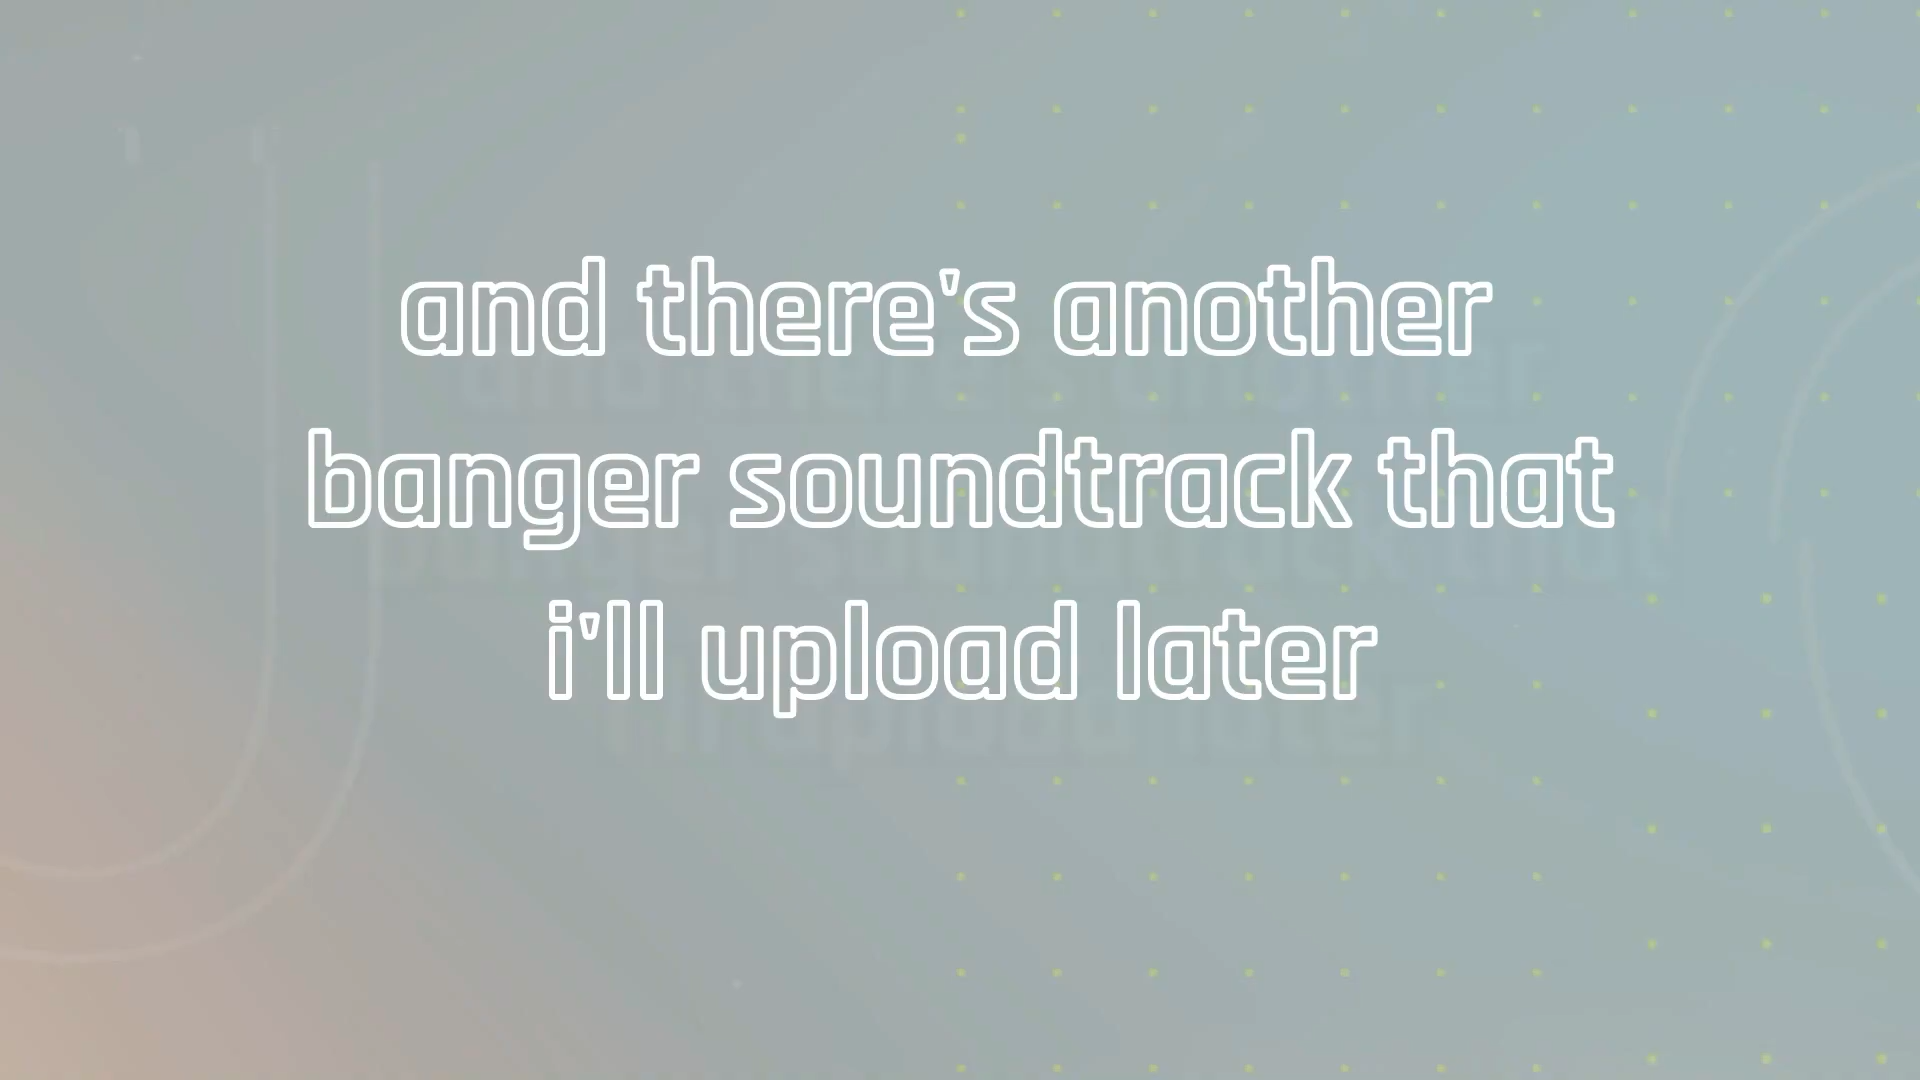 and there's another
banger soundtrack that
i'll upload later